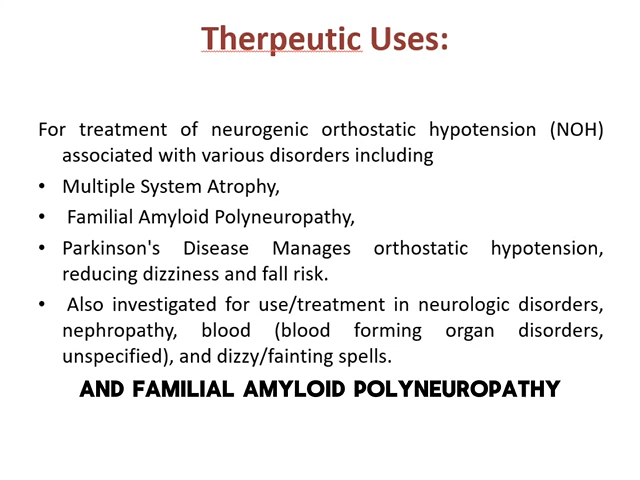 Therpeutic Uses:
For treatment of neurogenic orthostatic hypotension (NOH)
associated with various disorders including
• Multiple System Atrophy,
• Familial Amyloid Polyneuropathy,
• Parkinson's Disease Manages orthostatic hypotension,
reducing dizziness and fall risk.
• Also investigated for use/treatment in neurologic disorders,
nephropathy, blood (blood forming organ disorders,
unspecified), and dizzy/fainting spells.
AND FAMILIAL AMYLOID POLYNEUROPATHY